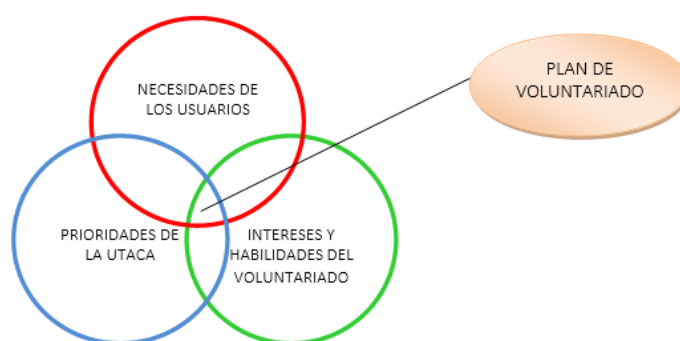 NECESIDADES DE
LOS USUARIOS
PLAN DE
VOLUNTARIADO
PRIORIDADES DE
LA UTACA
INTERESES Y
HABILIDADES DEL
VOLUNTARIADO